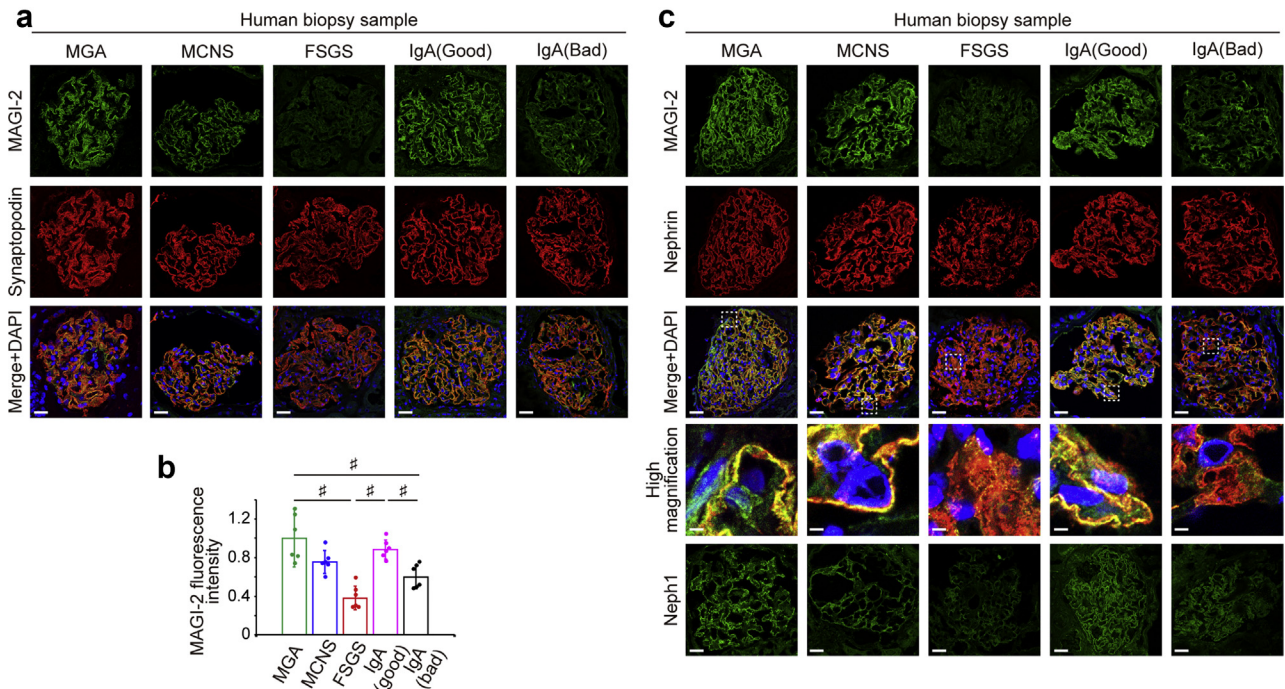 a
Human biopsy sample
MGA MCNS FSGS IgA(Good) IgA(Bad)
MAGI-2
Synaptopodin
Merge+DAPI
b
♯
♯ ♯ ♯
MAGI-2 fluorescence
intensity
1.2
0.8
0.4
0
MGA
MCNS
FSGS
IgA
(good)
IgA
(bad)
c
Human biopsy sample
MGA MCNS FSGS IgA(Good) IgA(Bad)
MAGI-2
Nephrin
Merge+DAPI
High
magnification
Neph1